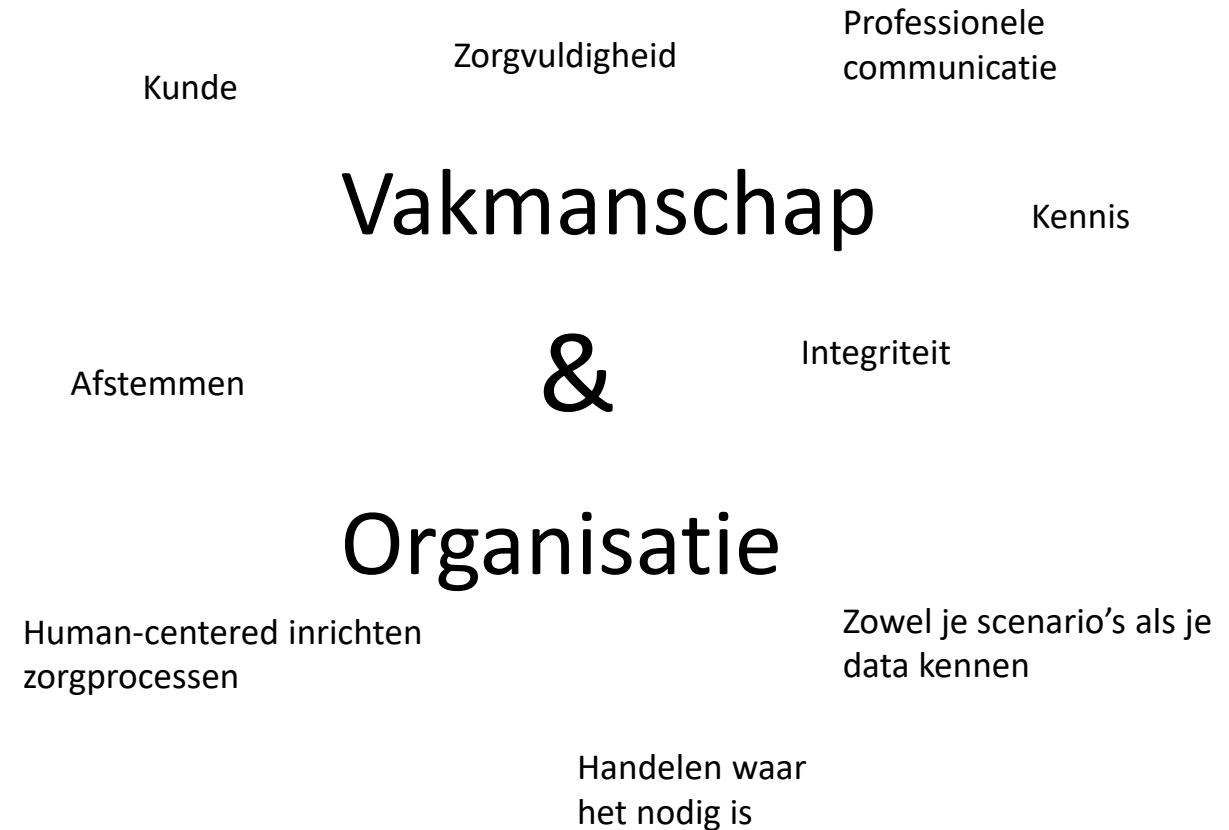 Professionele
communicatie
Zorgvuldigheid
Kunde
Vakmanschap
Kennis
&
Integriteit
Afstemmen
Organisatie
Human-centered inrichten
zorgprocessen
Zowel je scenario’s als je
data kennen
Handelen waar
het nodig is